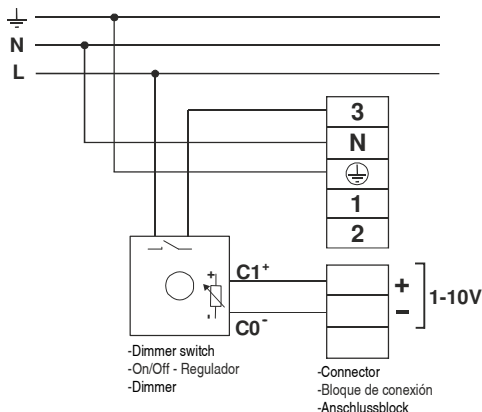 N
L
3
N
1
2
C1+
+
-
C0-
+
−
1-10V
-Dimmer switch
-On/Off - Regulador
-Dimmer
-Connector
-Bloque de conexión
-Anschlussblock